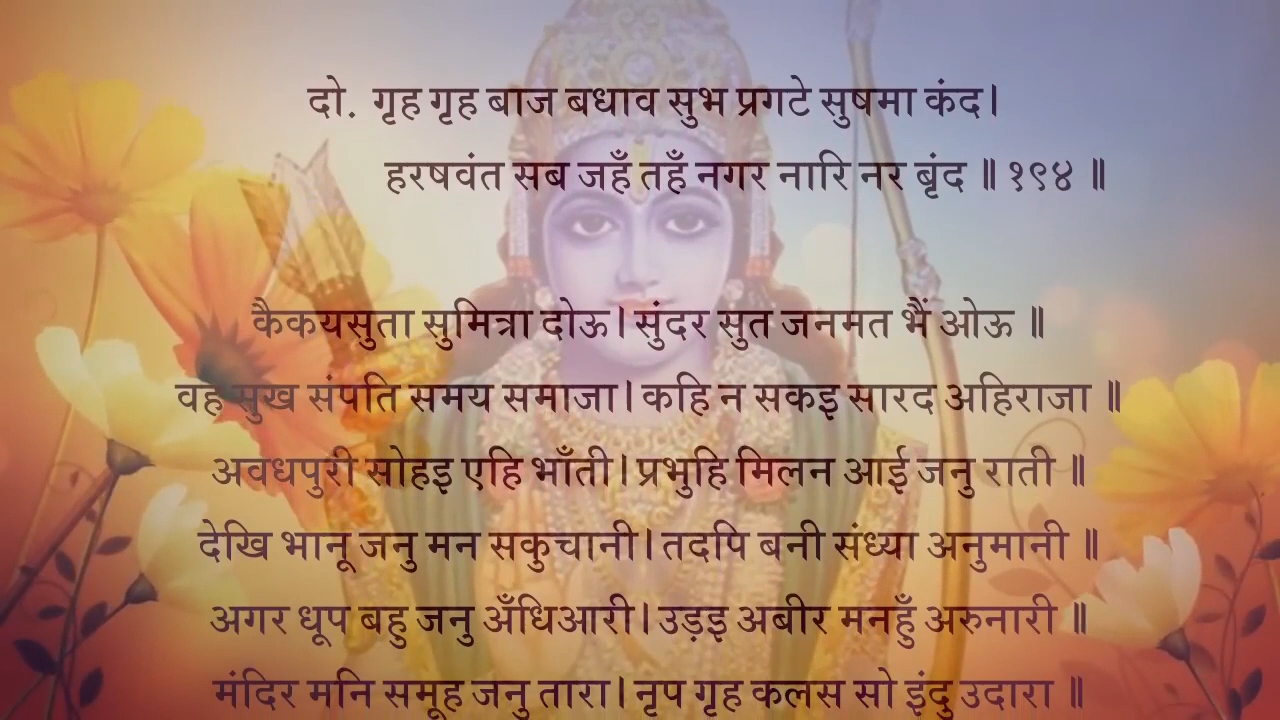 दो. गृह गृह बाज बधाव सुभ प्रगटे सुषमा कंद।
हरषवंत सब जहँ तहँ नगर नारि नर बृंद ॥ १९४ ॥
कैकयसुता सुमित्रा दोऊ। सुंदर सुत जनमत भैं ओऊ ॥
वह सुख संपति समय समाजा। कहि न सकइ सारद अहिराजा ॥
अवधपुरी सोहइ एहि भाँती। प्रभुहि मिलन आई जनु राती ॥
देखि भानू जनु मन सकुचानी। तदपि बनी संध्या अनुमानी ॥
अगर धूप बहु जनु अँधिआरी। उड़इ अबीर मनहुँ अरुनारी ॥
मंदिर मनि समूह जनु तारा। नृप गृह कलस सो इंदु उदारा ॥